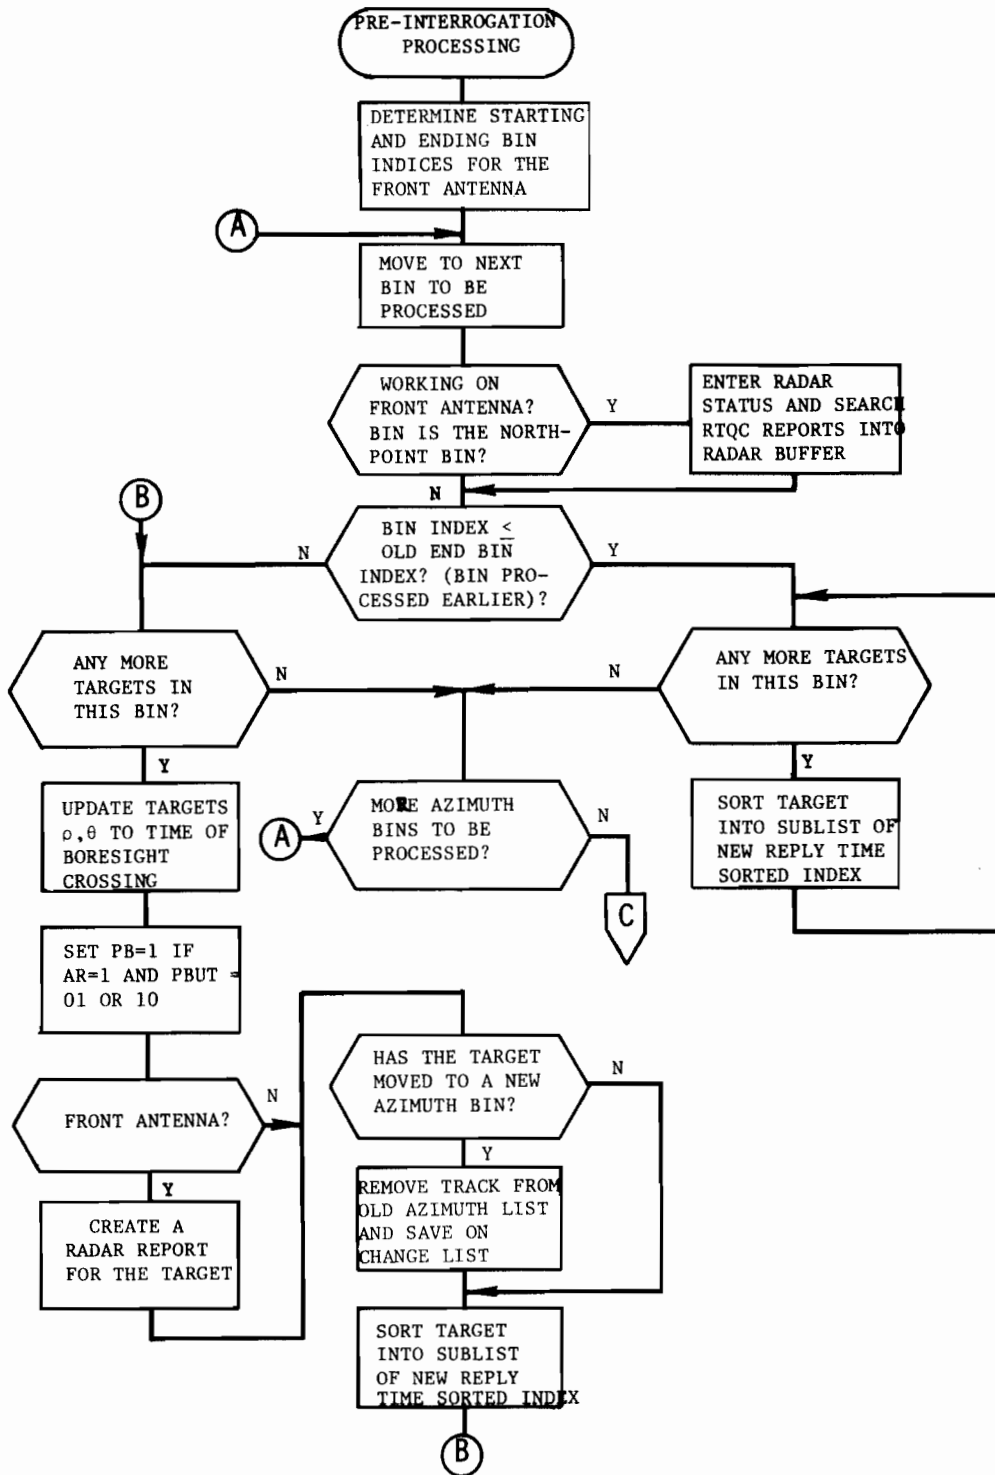 PRE-INTERROGATION
PROCESSING
DETERMINE STARTING
AND ENDING BIN
INDICES FOR THE
FRONT ANTENNA
A
MOVE TO NEXT
BIN TO BE
PROCESSED
WORKING ON
FRONT ANTENNA?
BIN IS THE NORTH-
POINT BIN?
Y
ENTER RADAR
STATUS AND SEARCH
RTQC REPORTS INTO
RADAR BUFFER
N
B
BIN INDEX ≤
OLD END BIN
INDEX? (BIN PRO-
CESSED EARLIER)?
N
Y
ANY MORE
TARGETS IN
THIS BIN?
N
N
ANY MORE TARGETS
IN THIS BIN?
Y
Y
UPDATE TARGETS
ρ,θ TO TIME OF
BORESIGHT
CROSSING
A
Y
MORE AZIMUTH
BINS TO BE
PROCESSED?
N
C
SORT TARGET
INTO SUBLIST OF
NEW REPLY TIME
SORTED INDEX
SET PB=1 IF
AR=1 AND PBUT =
01 OR 10
FRONT ANTENNA?
N
Y
CREATE A
RADAR REPORT
FOR THE TARGET
HAS THE TARGET
MOVED TO A NEW
AZIMUTH BIN?
N
Y
REMOVE TRACK FROM
OLD AZIMUTH LIST
AND SAVE ON
CHANGE LIST
SORT TARGET
INTO SUBLIST
OF NEW REPLY
TIME SORTED INDEX
B